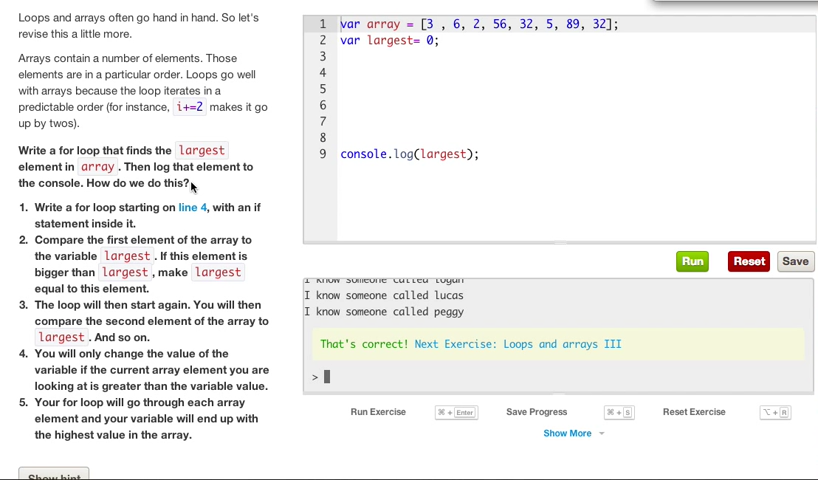 Loops and arrays often go hand in hand. So let's
revise this a little more.
Arrays contain a number of elements. Those
elements are in a particular order. Loops go well
with arrays because the loop iterates in a
predictable order (for instance, i+=2 makes it go
up by twos).
Write a for loop that finds the largest
element in array. Then log that element to
the console. How do we do this?
1. Write a for loop starting on line 4, with an if
statement inside it.
2. Compare the first element of the array to
the variable largest. If this element is
bigger than largest, make largest
equal to this element.
3. The loop will then start again. You will then
compare the second element of the array to
largest. And so on.
4. You will only change the value of the
variable if the current array element you are
looking at is greater than the variable value.
5. Your for loop will go through each array
element and your variable will end up with
the highest value in the array.
Show hint
1 var array = [3 , 6, 2, 56, 32, 5, 89, 32];
2 var largest= 0;
3
4
5
6
7
8
9 console.log(largest);
Run Reset Save
I know someone called logan
I know someone called lucas
I know someone called peggy
That's correct! Next Exercise: Loops and arrays III
>
Run Exercise ⌘ + Enter Save Progress ⌘ + S Reset Exercise ⌥ + R
Show More